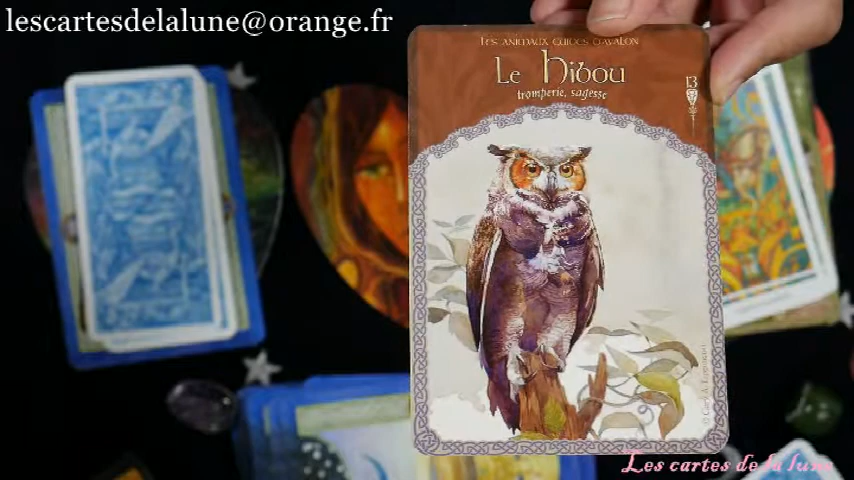 lescartesdelalune@orange.fr
Les animaux guides d'Avalon
Le hibou
tromperie, sagesse
13
Les cartes de la lune